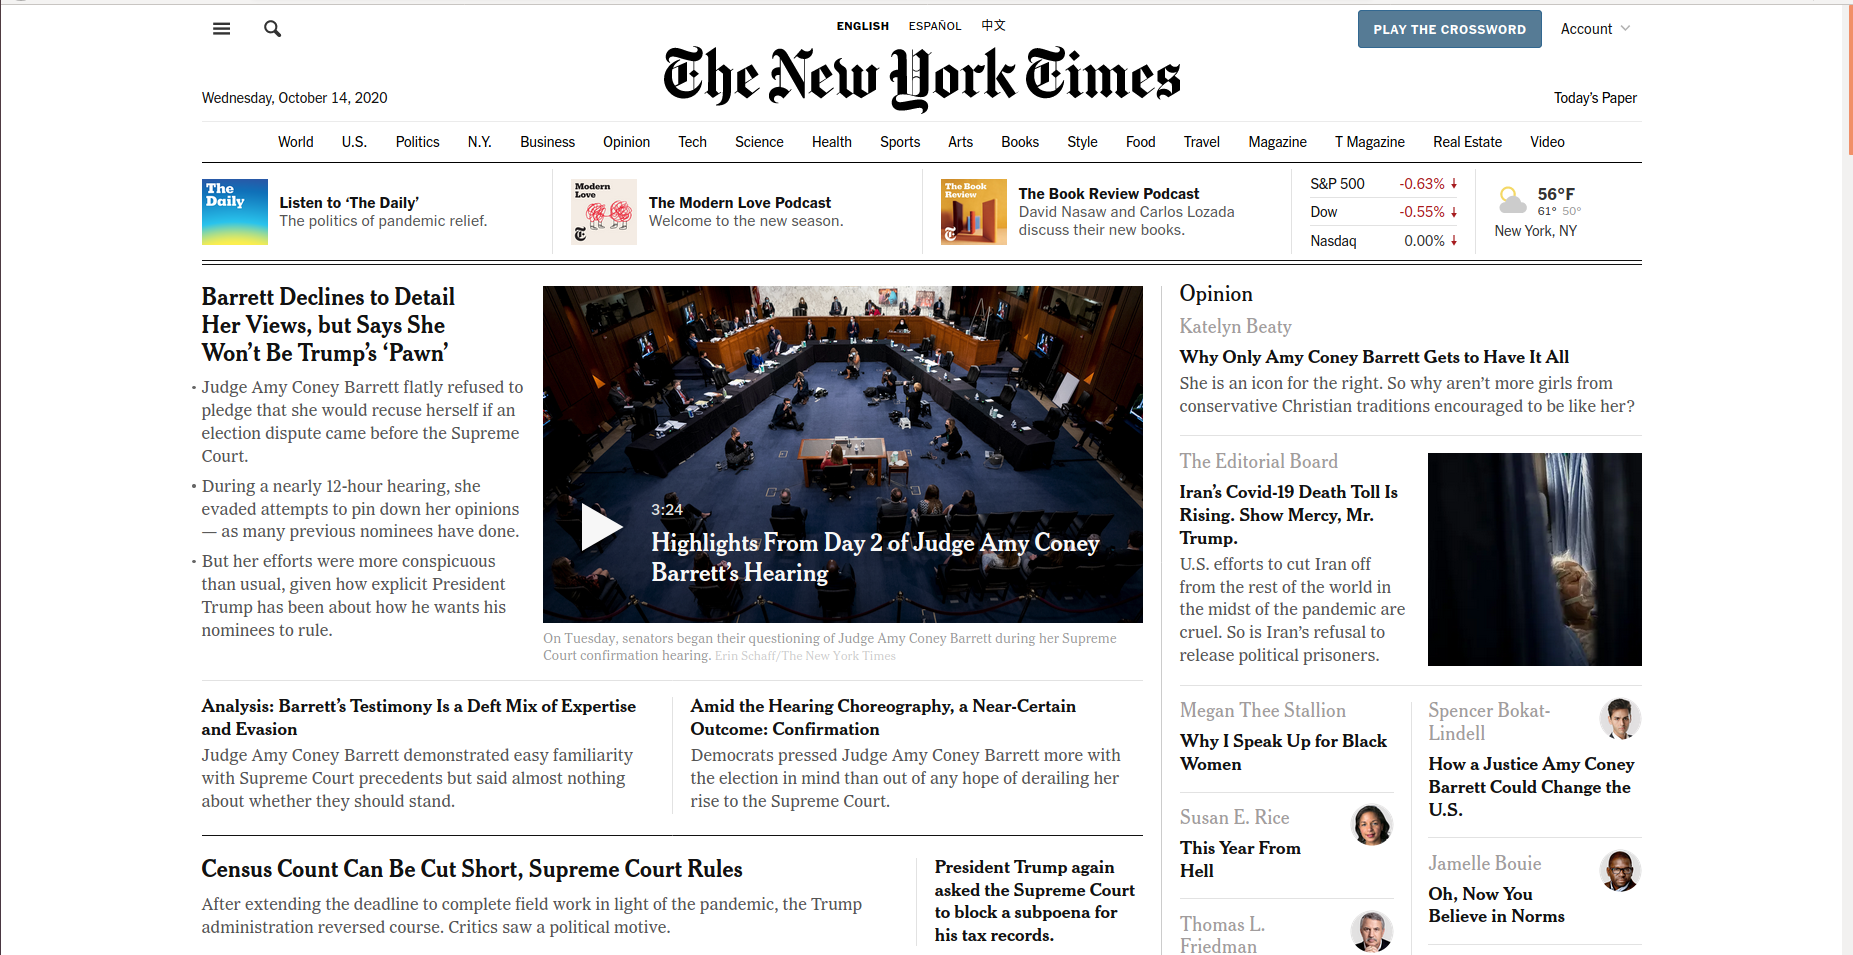 ENGLISH ESPAÑOL 中文
PLAY THE CROSSWORD
Account
The New York Times
Wednesday, October 14, 2020
Today's Paper
World U.S. Politics N.Y. Business Opinion Tech Science Health Sports Arts Books Style Food Travel Magazine T Magazine Real Estate Video
The
Daily
Listen to ‘The Daily’
The politics of pandemic relief.
Modern
Love
The Modern Love Podcast
Welcome to the new season.
The Book
Review
The Book Review Podcast
David Nasaw and Carlos Lozada
discuss their new books.
S&P 500 -0.63% ↓
Dow -0.55% ↓
Nasdaq 0.00% ↓
56°F
61° 50°
New York, NY
Barrett Declines to Detail
Her Views, but Says She
Won’t Be Trump’s ‘Pawn’
• Judge Amy Coney Barrett flatly refused to
pledge that she would recuse herself if an
election dispute came before the Supreme
Court.
• During a nearly 12-hour hearing, she
evaded attempts to pin down her opinions
— as many previous nominees have done.
• But her efforts were more conspicuous
than usual, given how explicit President
Trump has been about how he wants his
nominees to rule.
3:24
Highlights From Day 2 of Judge Amy Coney
Barrett’s Hearing
On Tuesday, senators began their questioning of Judge Amy Coney Barrett during her Supreme
Court confirmation hearing. Erin Schaff/The New York Times
Analysis: Barrett’s Testimony Is a Deft Mix of Expertise
and Evasion
Judge Amy Coney Barrett demonstrated easy familiarity
with Supreme Court precedents but said almost nothing
about whether they should stand.
Amid the Hearing Choreography, a Near-Certain
Outcome: Confirmation
Democrats pressed Judge Amy Coney Barrett more with
the election in mind than out of any hope of derailing her
rise to the Supreme Court.
Census Count Can Be Cut Short, Supreme Court Rules
After extending the deadline to complete field work in light of the pandemic, the Trump
administration reversed course. Critics saw a political motive.
President Trump again
asked the Supreme Court
to block a subpoena for
his tax records.
Opinion
Katelyn Beaty
Why Only Amy Coney Barrett Gets to Have It All
She is an icon for the right. So why aren’t more girls from
conservative Christian traditions encouraged to be like her?
The Editorial Board
Iran’s Covid-19 Death Toll Is
Rising. Show Mercy, Mr.
Trump.
U.S. efforts to cut Iran off
from the rest of the world in
the midst of the pandemic are
cruel. So is Iran’s refusal to
release political prisoners.
Megan Thee Stallion
Why I Speak Up for Black
Women
Susan E. Rice
This Year From
Hell
Thomas L.
Friedman
Spencer Bokat-
Lindell
How a Justice Amy Coney
Barrett Could Change the
U.S.
Jamelle Bouie
Oh, Now You
Believe in Norms